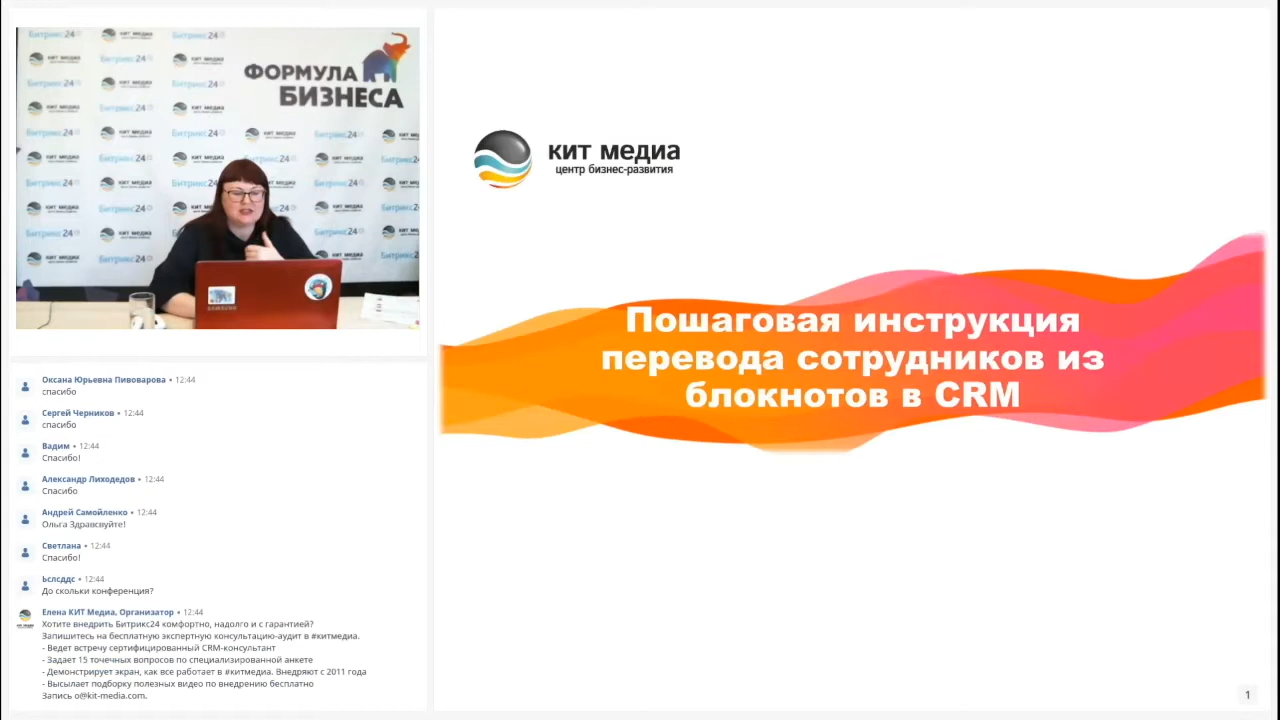 ФОРМУЛА
БИЗНЕСА
Битрикс24
кит медиа
SAMSUNG
Оксана Юрьевна Пивоварова • 12:44
спасибо
Сергей Черников • 12:44
спасибо
Вадим • 12:44
Спасибо!
Александр Лиходедов • 12:44
Спасибо
Андрей Самойленко • 12:44
Ольга Здравсвуйте!
Светлана • 12:44
Спасибо!
Ьслсддс • 12:44
До скольки конференция?
Елена КИТ Медиа, Организатор • 12:44
Хотите внедрить Битрикс24 комфортно, надолго и с гарантией?
Запишитесь на бесплатную экспертную консультацию-аудит в #китмедиа.
- Ведет встречу сертифицированный CRM-консультант
- Задает 15 точечных вопросов по специализированной анкете
- Демонстрирует экран, как все работает в #китмедиа. Внедряют с 2011 года
- Высылает подборку полезных видео по внедрению бесплатно
Запись o@kit-media.com.
кит медиа
центр бизнес-развития
Пошаговая инструкция
перевода сотрудников из
блокнотов в CRM
1